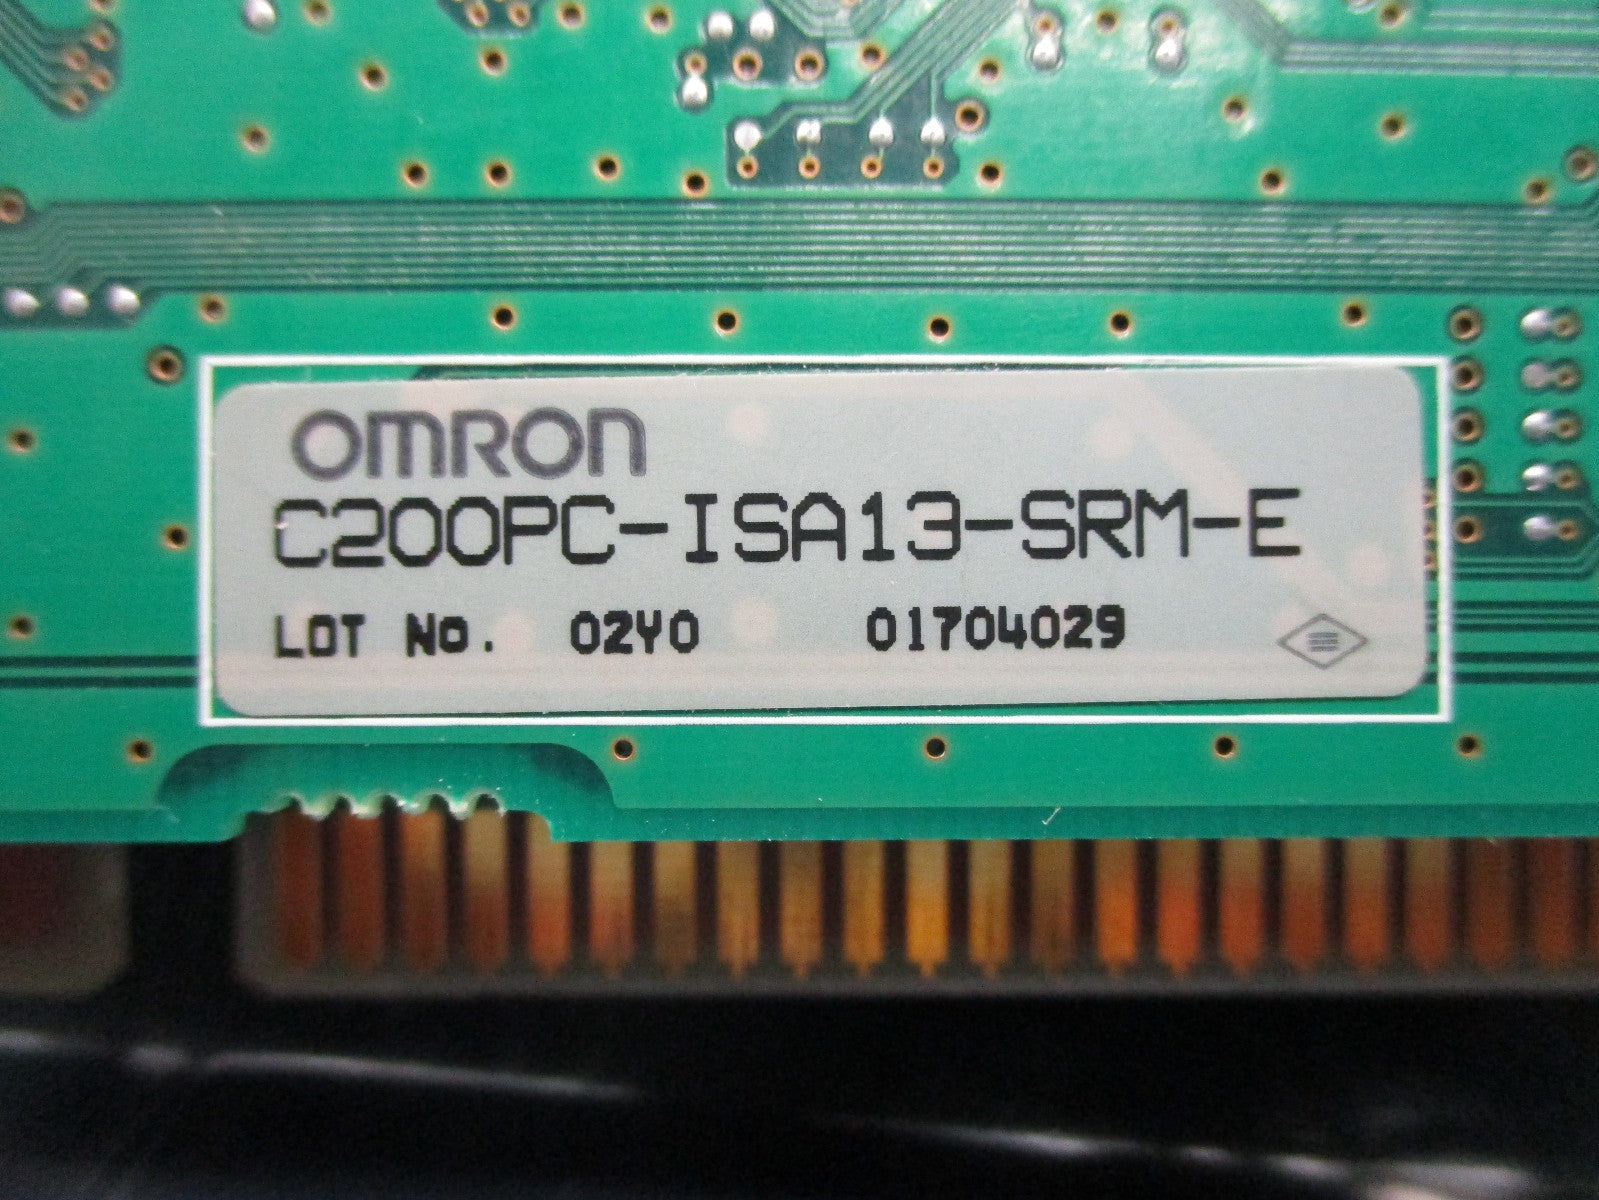 OMRON
C200PC-ISA13-SRM-E
LOT No. 02Y0 01704029